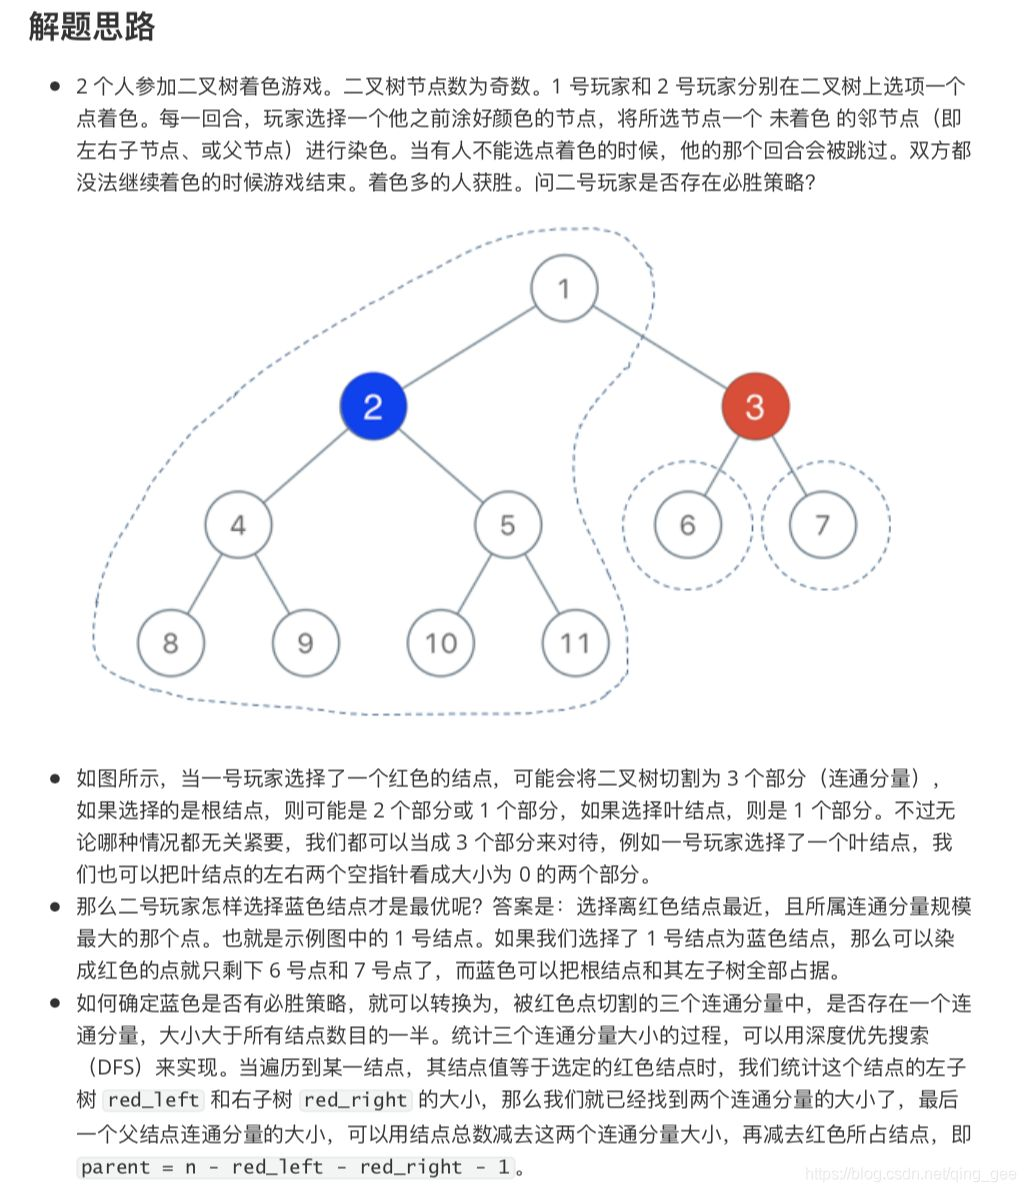 解题思路
2 个人参加二叉树着色游戏。二叉树节点数为奇数。1 号玩家和 2 号玩家分别在二叉树上选项一个
点着色。每一回合，玩家选择一个他之前涂好颜色的节点，将所选节点一个 未着色 的邻节点（即
左右子节点、或父节点）进行染色。当有人不能选点着色的时候，他的那个回合会被跳过。双方都
没法继续着色的时候游戏结束。着色多的人获胜。问二号玩家是否存在必胜策略？
1
2
3
4
5
6
7
8
9
10
11
如图所示，当一号玩家选择了一个红色的结点，可能会将二叉树切割为 3 个部分（连通分量），
如果选择的是根结点，则可能是 2 个部分或 1 个部分，如果选择叶结点，则是 1 个部分。不过无
论哪种情况都无关紧要，我们都可以当成 3 个部分来对待，例如一号玩家选择了一个叶结点，我
们也可以把叶结点的左右两个空指针看成大小为 0 的两个部分。
那么二号玩家怎样选择蓝色结点才是最优呢？答案是：选择离红色结点最近，且所属连通分量规模
最大的那个点。也就是示例图中的 1 号结点。如果我们选择了 1 号结点为蓝色结点，那么可以染
成红色的点就只剩下 6 号点和 7 号点了，而蓝色可以把根结点和其左子树全部占据。
如何确定蓝色是否有必胜策略，就可以转换为，被红色点切割的三个连通分量中，是否存在一个连
通分量，大小大于所有结点数目的一半。统计三个连通分量大小的过程，可以用深度优先搜索
（DFS）来实现。当遍历到某一结点，其结点值等于选定的红色结点时，我们统计这个结点的左子
树 red_left 和右子树 red_right 的大小，那么我们就已经找到两个连通分量的大小了，最后
一个父结点连通分量的大小，可以用结点总数减去这两个连通分量大小，再减去红色所占结点，即
parent = n - red_left - red_right - 1。
https://blog.csdn.net/qing_gee